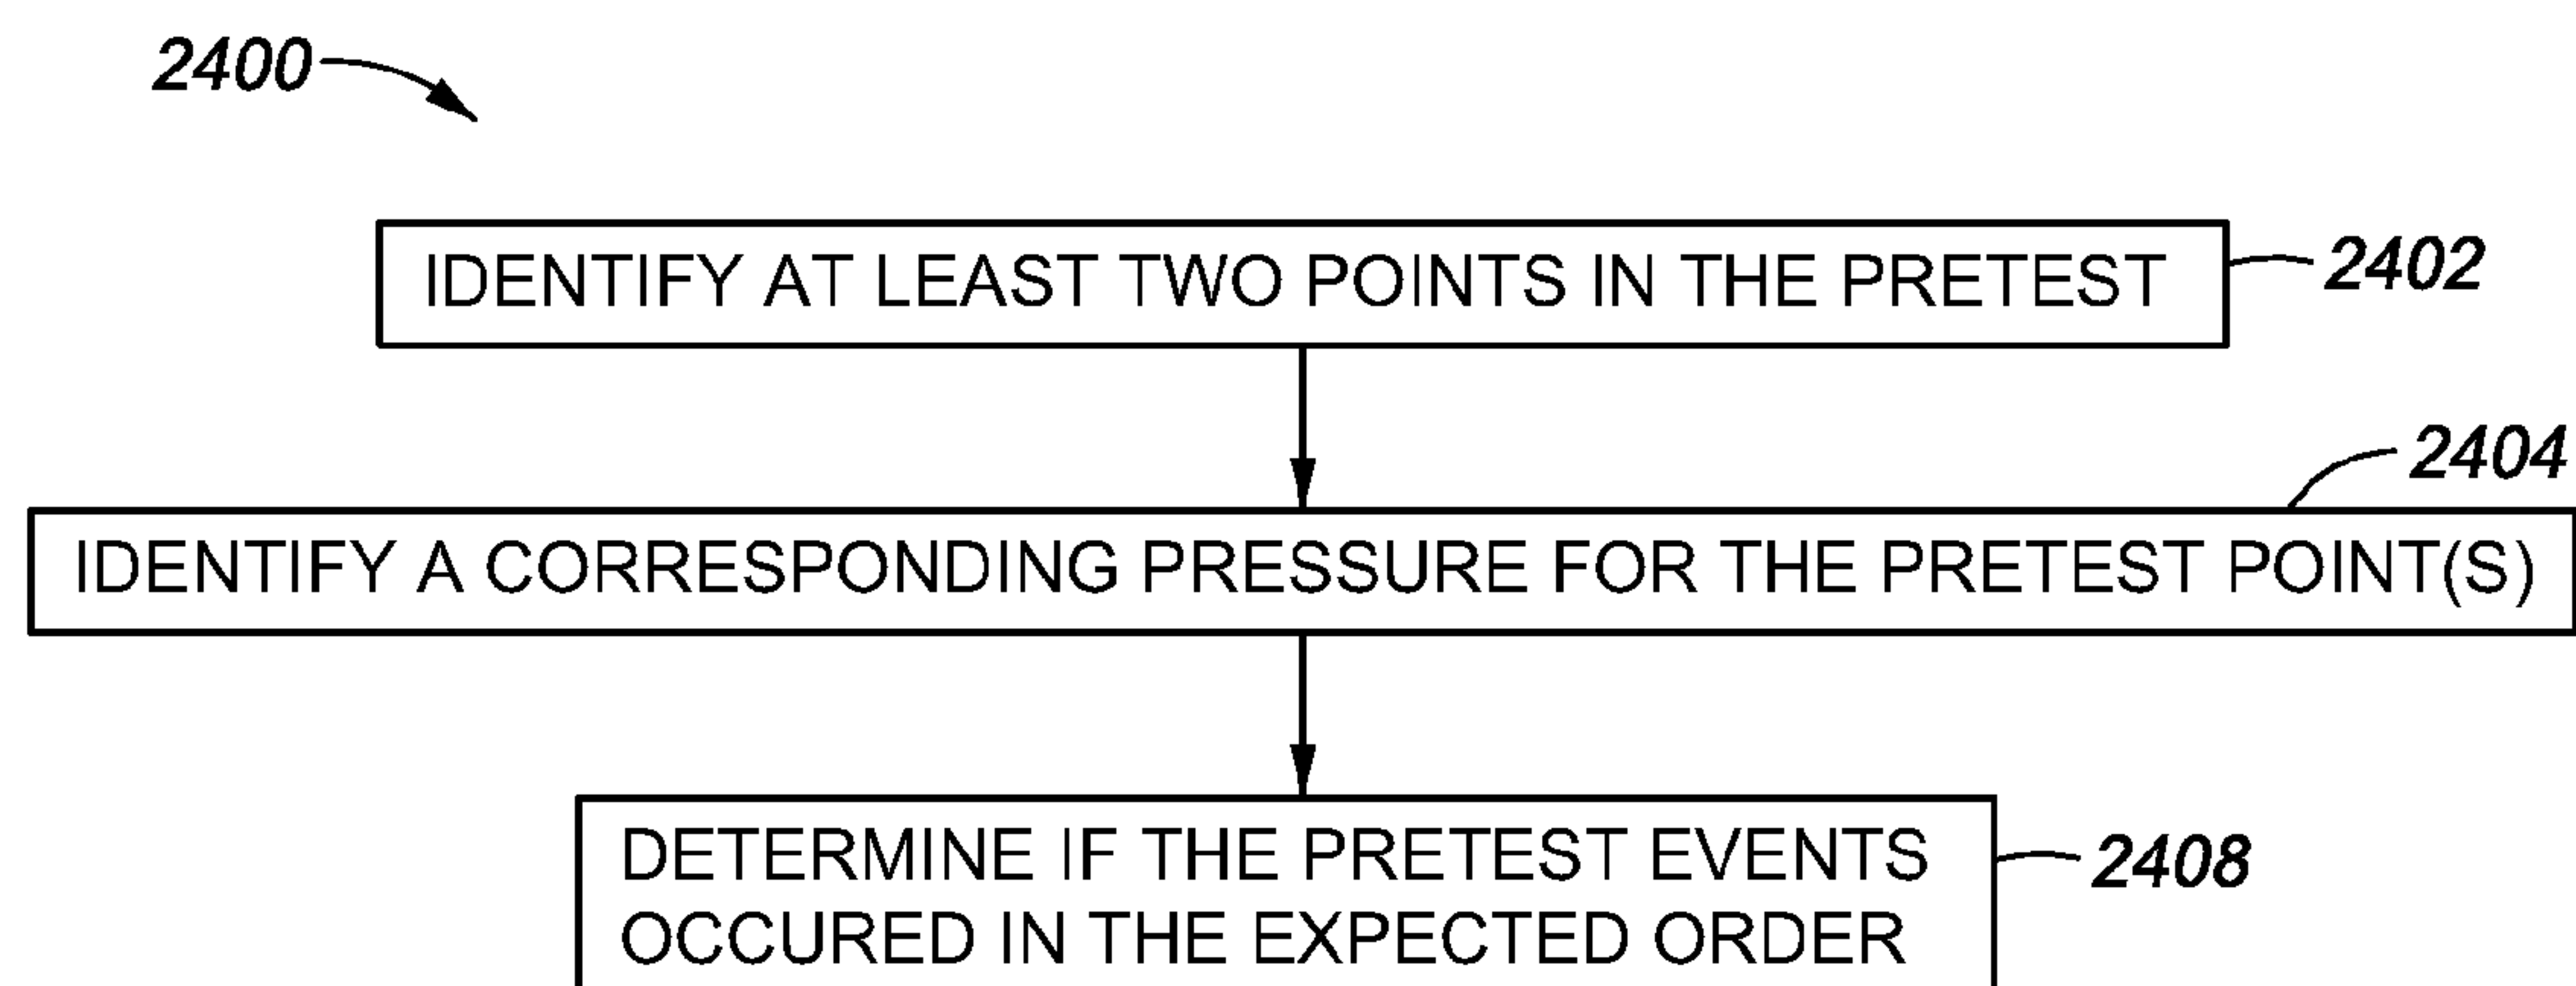 2400
IDENTIFY AT LEAST TWO POINTS IN THE PRETEST
2402
2404
IDENTIFY A CORRESPONDING PRESSURE FOR THE PRETEST POINT(S)
DETERMINE IF THE PRETEST EVENTS
OCCURED IN THE EXPECTED ORDER
2408